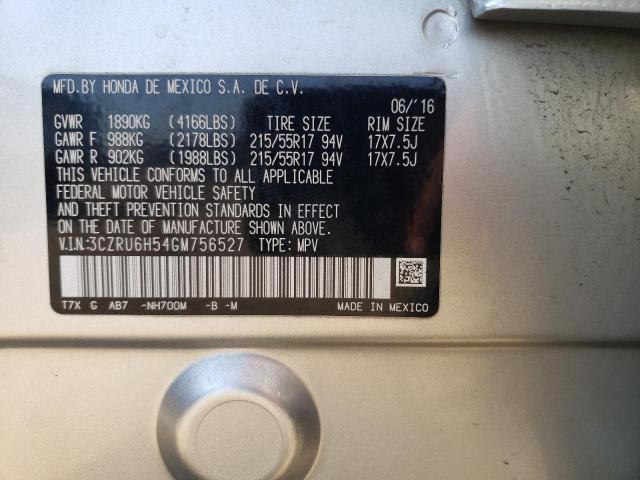 MFD.BY HONDA DE MEXICO S.A. DE C.V.
06/'16
GVWR 1890KG (4166LBS) TIRE SIZE RIM SIZE
GAWR F 988KG (2178LBS) 215/55R17 94V 17X7.5J
GAWR R 902KG (1988LBS) 215/55R17 94V 17X7.5J
THIS VEHICLE CONFORMS TO ALL APPLICABLE
FEDERAL MOTOR VEHICLE SAFETY
AND THEFT PREVENTION STANDARDS IN EFFECT
ON THE DATE OF MANUFACTURE SHOWN ABOVE.
V.I.N.:3CZRU6H54GM756527 TYPE: MPV
T7X G AB7 -NH700M -B -M MADE IN MEXICO